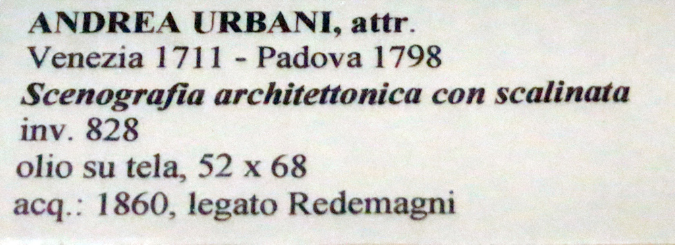 ANDREA URBANI, attr.
Venezia 1711 - Padova 1798
Scenografia architettonica con scalinata
inv. 828
olio su tela, 52 x 68
acq.: 1860, legato Redemagni